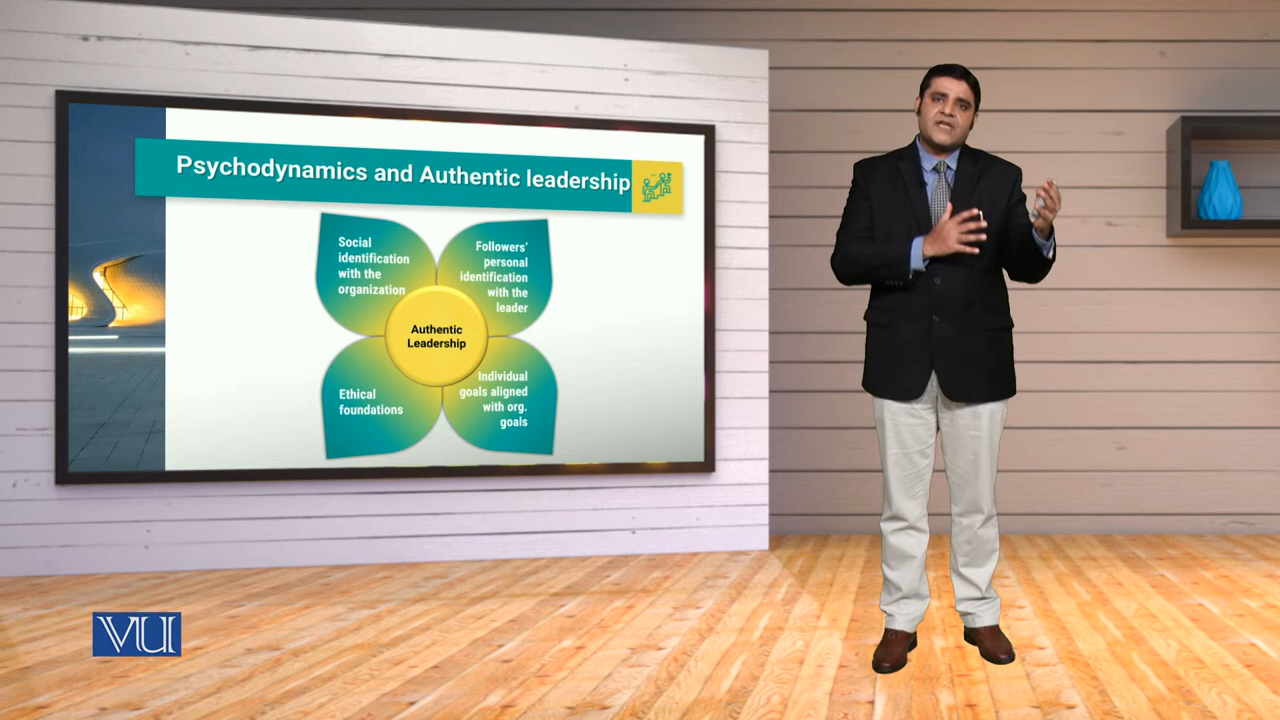 Psychodynamics and Authentic leadership
Social
identification
with the
organization
Followers'
personal
identification
with the
leader
Authentic
Leadership
Ethical
foundations
Individual
goals aligned
with org.
goals
VU